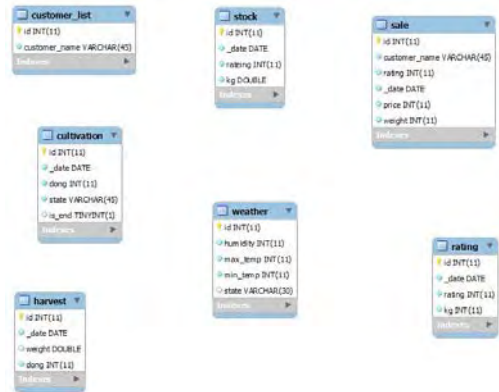 customer_list
id INT(11)
customer_name VARCHAR(45)
Indexes
stock
id INT(11)
_date DATE
rateing INT(11)
kg DOUBLE
Indexes
sale
id INT(11)
customer_name VARCHAR(45)
rating INT(11)
_date DATE
price INT(11)
weight INT(11)
Indexes
cultivation
id INT(11)
_date DATE
dong INT(11)
state VARCHAR(45)
is_end TINYINT(1)
Indexes
weather
id INT(11)
humidity INT(11)
max_temp INT(11)
min_temp INT(11)
state VARCHAR(30)
Indexes
rating
id INT(11)
_date DATE
rating INT(11)
kg INT(11)
Indexes
harvest
id INT(11)
_date DATE
weight DOUBLE
dong INT(11)
Indexes